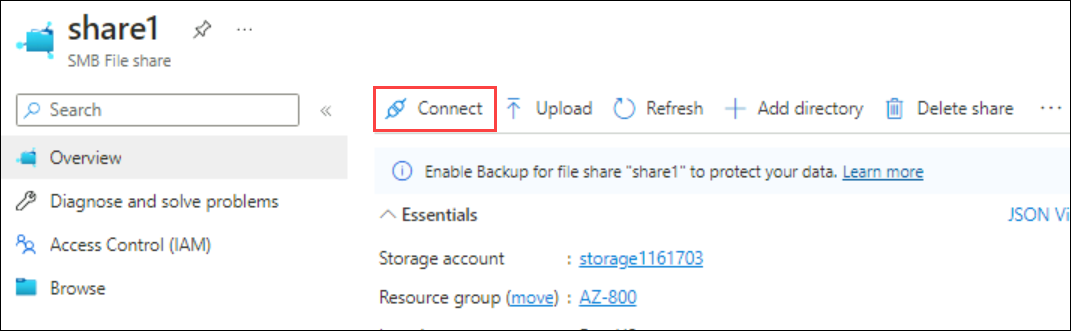 share1 ...
SMB File share
Search «
Connect Upload Refresh Add directory Delete share ...
Overview
Enable Backup for file share "share1" to protect your data. Learn more
Diagnose and solve problems
Essentials JSON Vi
Access Control (IAM)
Storage account : storage1161703
Browse
Resource group (move) : AZ-800